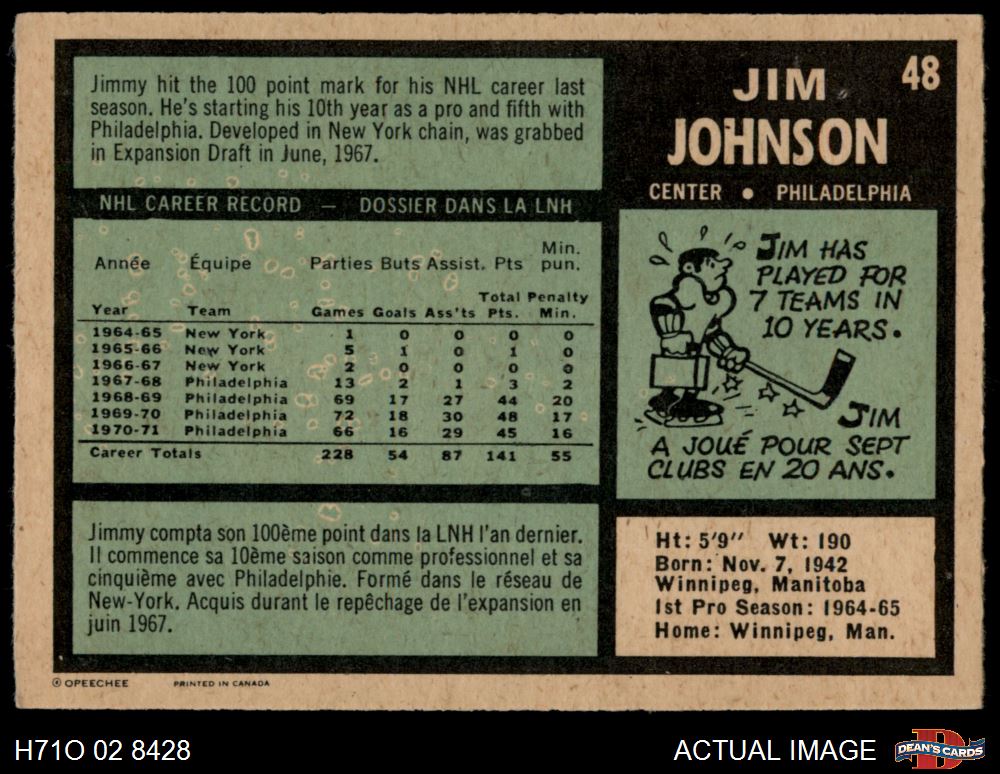 Jimmy hit the 100 point mark for his NHL career last
season. He's starting his 10th year as a pro and fifth with
Philadelphia. Developed in New York chain, was grabbed
in Expansion Draft in June, 1967.
JIM
48
JOHNSON
CENTER • PHILADELPHIA
NHL CAREER RECORD — DOSSIER DANS LA LNH
Année Équipe Parties Buts Assist. Pts Min. pun.
Year Team Games Goals Ass'ts Total Pts. Penalty Min.
1964-65 New York 1 0 0 0 0
1965-66 New York 5 1 0 1 0
1966-67 New York 2 0 0 0 0
1967-68 Philadelphia 13 2 1 3 2
1968-69 Philadelphia 69 17 27 44 20
1969-70 Philadelphia 72 18 30 48 17
1970-71 Philadelphia 66 16 29 45 16
Career Totals 228 54 87 141 55
JIM HAS
PLAYED FOR
7 TEAMS IN
10 YEARS.
JIM
A JOUÉ POUR SEPT
CLUBS EN 20 ANS.
Jimmy compta son 100ème point dans la LNH l'an dernier.
Il commence sa 10ème saison comme professionnel et sa
cinquième avec Philadelphie. Formé dans le réseau de
New-York. Acquis durant le repêchage de l'expansion en
juin 1967.
Ht: 5'9" Wt: 190
Born: Nov. 7, 1942
Winnipeg, Manitoba
1st Pro Season: 1964-65
Home: Winnipeg, Man.
© OPEECHEE PRINTED IN CANADA
H71O 02 8428
ACTUAL IMAGE
D
DEAN'S CARDS